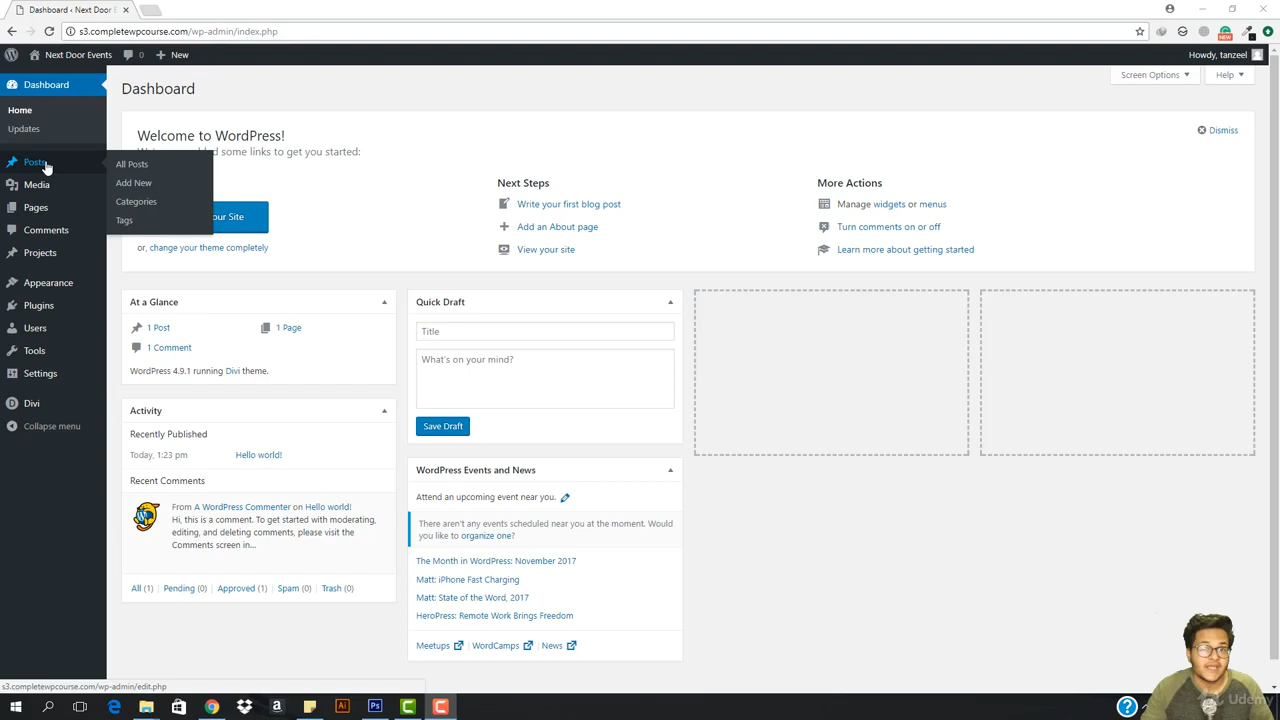 Dashboard ‹ Next Door E
s3.completewpcourse.com/wp-admin/index.php
NEW
Next Door Events
0
New
Howdy, tanzeel
Dashboard
Home
Updates
Posts
Media
Pages
Comments
Projects
Appearance
Plugins
Users
Tools
Settings
Divi
Collapse menu
All Posts
Add New
Categories
Tags
Dashboard
Screen Options
Help
Welcome to WordPress!
Dismiss
some links to get you started:
our Site
or, change your theme completely
Next Steps
Write your first blog post
Add an About page
View your site
More Actions
Manage widgets or menus
Turn comments on or off
Learn more about getting started
At a Glance
1 Post
1 Page
1 Comment
WordPress 4.9.1 running Divi theme.
Activity
Recently Published
Today, 1:23 pm
Hello world!
Recent Comments
From A WordPress Commenter on Hello world!
Hi, this is a comment. To get started with moderating,
editing, and deleting comments, please visit the
Comments screen in...
All (1) | Pending (0) | Approved (1) | Spam (0) | Trash (0)
Quick Draft
Title
What's on your mind?
Save Draft
WordPress Events and News
Attend an upcoming event near you.
There aren't any events scheduled near you at the moment. Would
you like to organize one?
The Month in WordPress: November 2017
Matt: iPhone Fast Charging
Matt: State of the Word, 2017
HeroPress: Remote Work Brings Freedom
Meetups | WordCamps | News
s3.completewpcourse.com/wp-admin/edit.php
Udemy